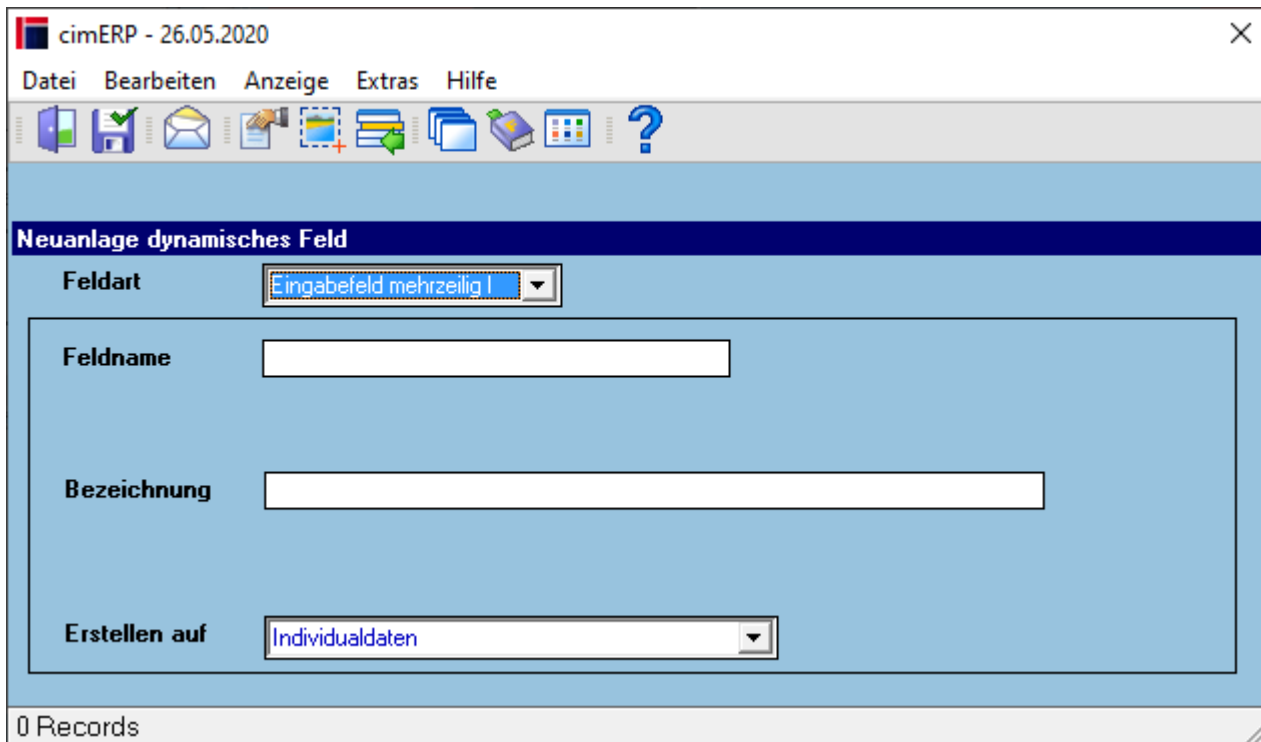 cimERP - 26.05.2020
Datei Bearbeiten Anzeige Extras Hilfe
Neuanlage dynamisches Feld
Feldart Eingabefeld mehrzeilig l
Feldname
Bezeichnung
Erstellen auf Individualdaten
0 Records